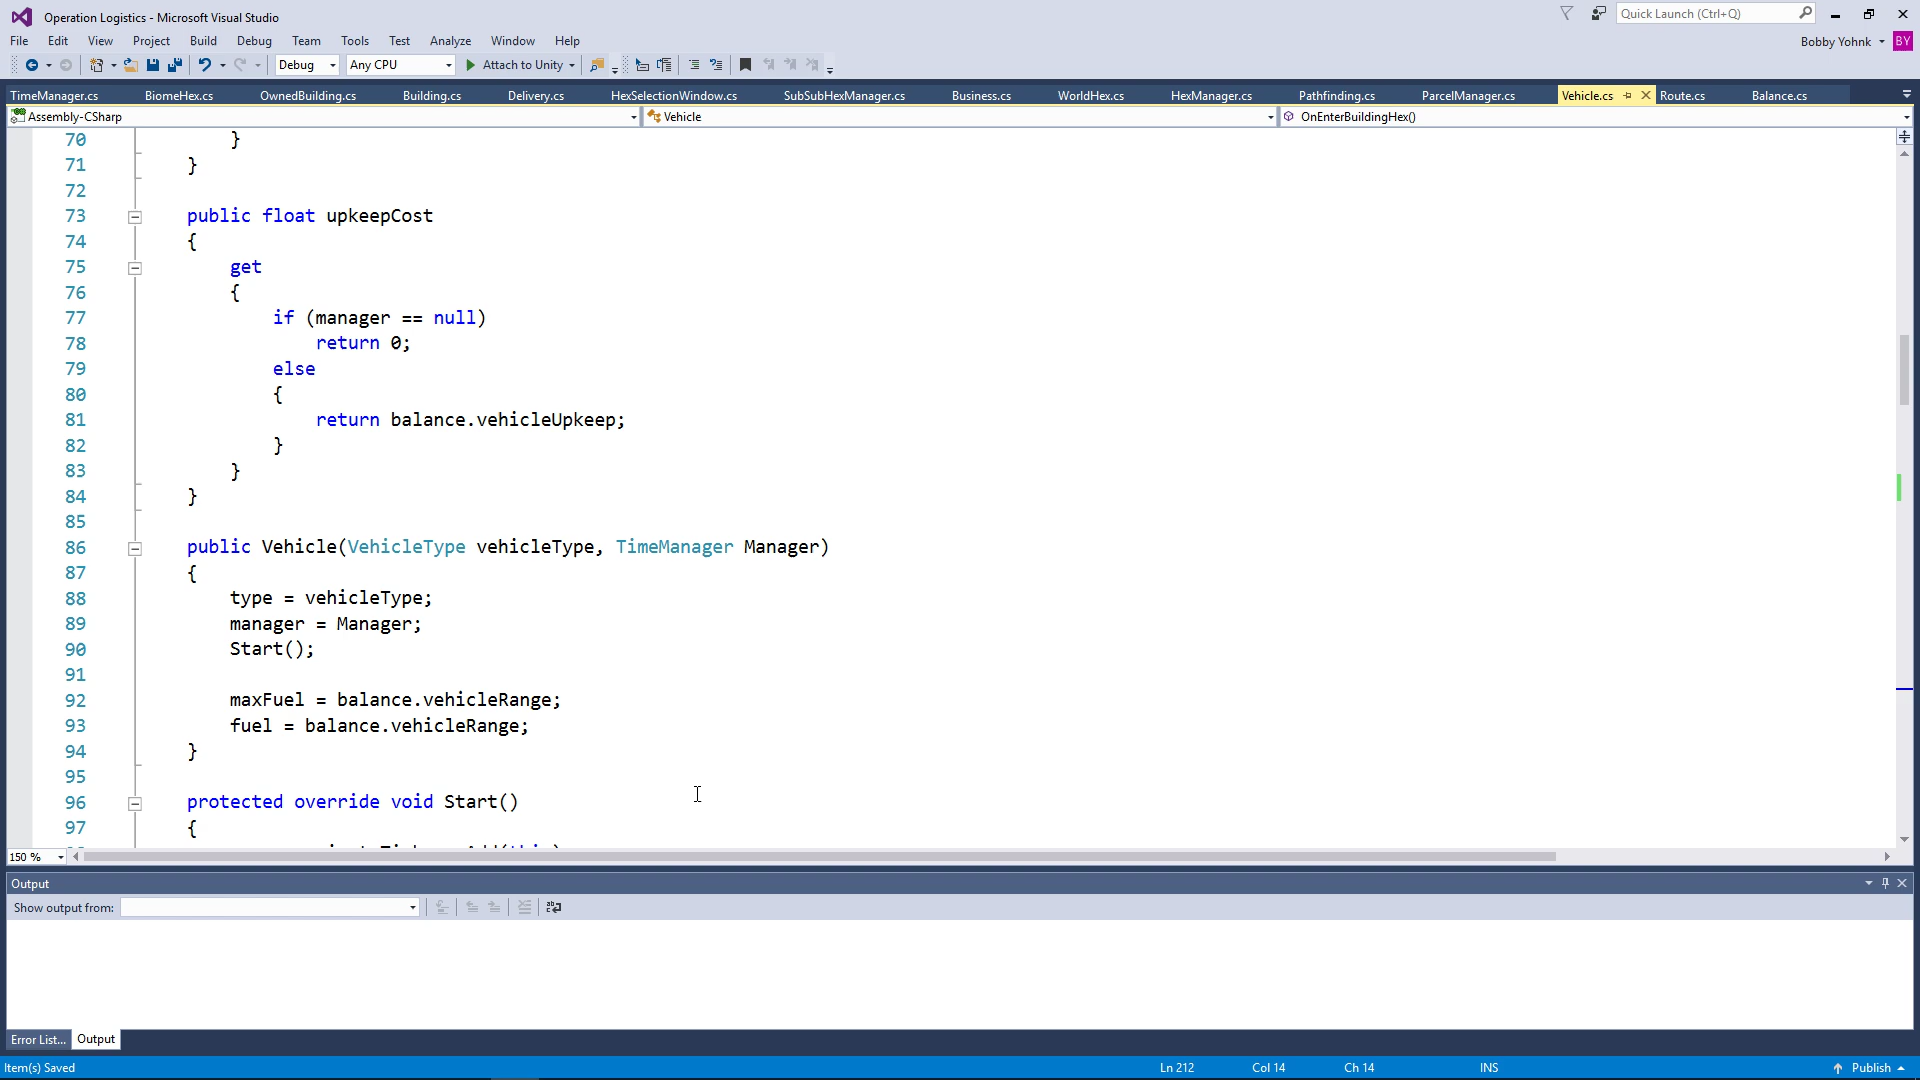 Operation Logistics - Microsoft Visual Studio
Quick Launch (Ctrl+Q)
File Edit View Project Build Debug Team Tools Test Analyze Window Help
Bobby Yohnk BY
Debug Any CPU Attach to Unity
TimeManager.cs BiomeHex.cs OwnedBuilding.cs Building.cs Delivery.cs HexSelectionWindow.cs SubSubHexManager.cs Business.cs WorldHex.cs HexManager.cs Pathfinding.cs ParcelManager.cs Vehicle.cs Route.cs Balance.cs
Assembly-CSharp Vehicle OnEnterBuildingHex()
70 }
71 }
72
73 public float upkeepCost
74 {
75 get
76 {
77 if (manager == null)
78 return 0;
79 else
80 {
81 return balance.vehicleUpkeep;
82 }
83 }
84 }
85
86 public Vehicle(VehicleType vehicleType, TimeManager Manager)
87 {
88 type = vehicleType;
89 manager = Manager;
90 Start();
91
92 maxFuel = balance.vehicleRange;
93 fuel = balance.vehicleRange;
94 }
95
96 protected override void Start()
97 {
150 %
Output
Show output from:
Error List... Output
Item(s) Saved Ln 212 Col 14 Ch 14 INS Publish